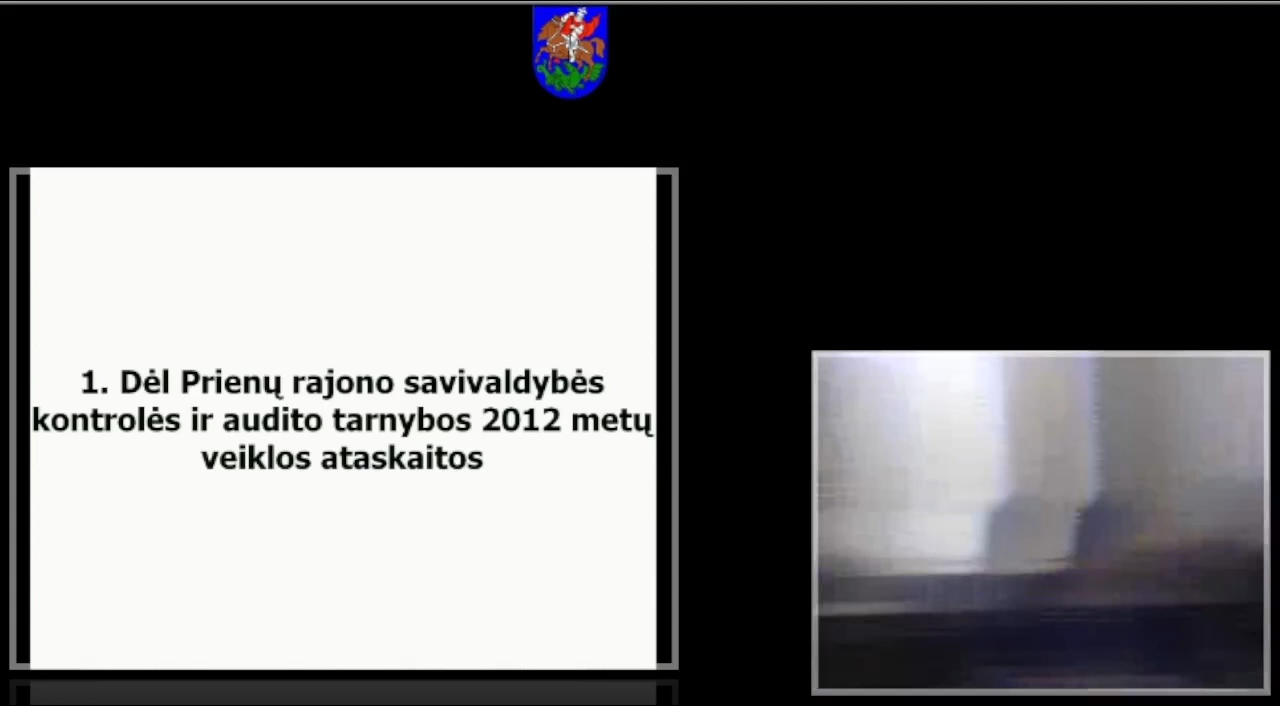 1. Dėl Prienų rajono savivaldybės
kontrolės ir audito tarnybos 2012 metų
veiklos ataskaitos